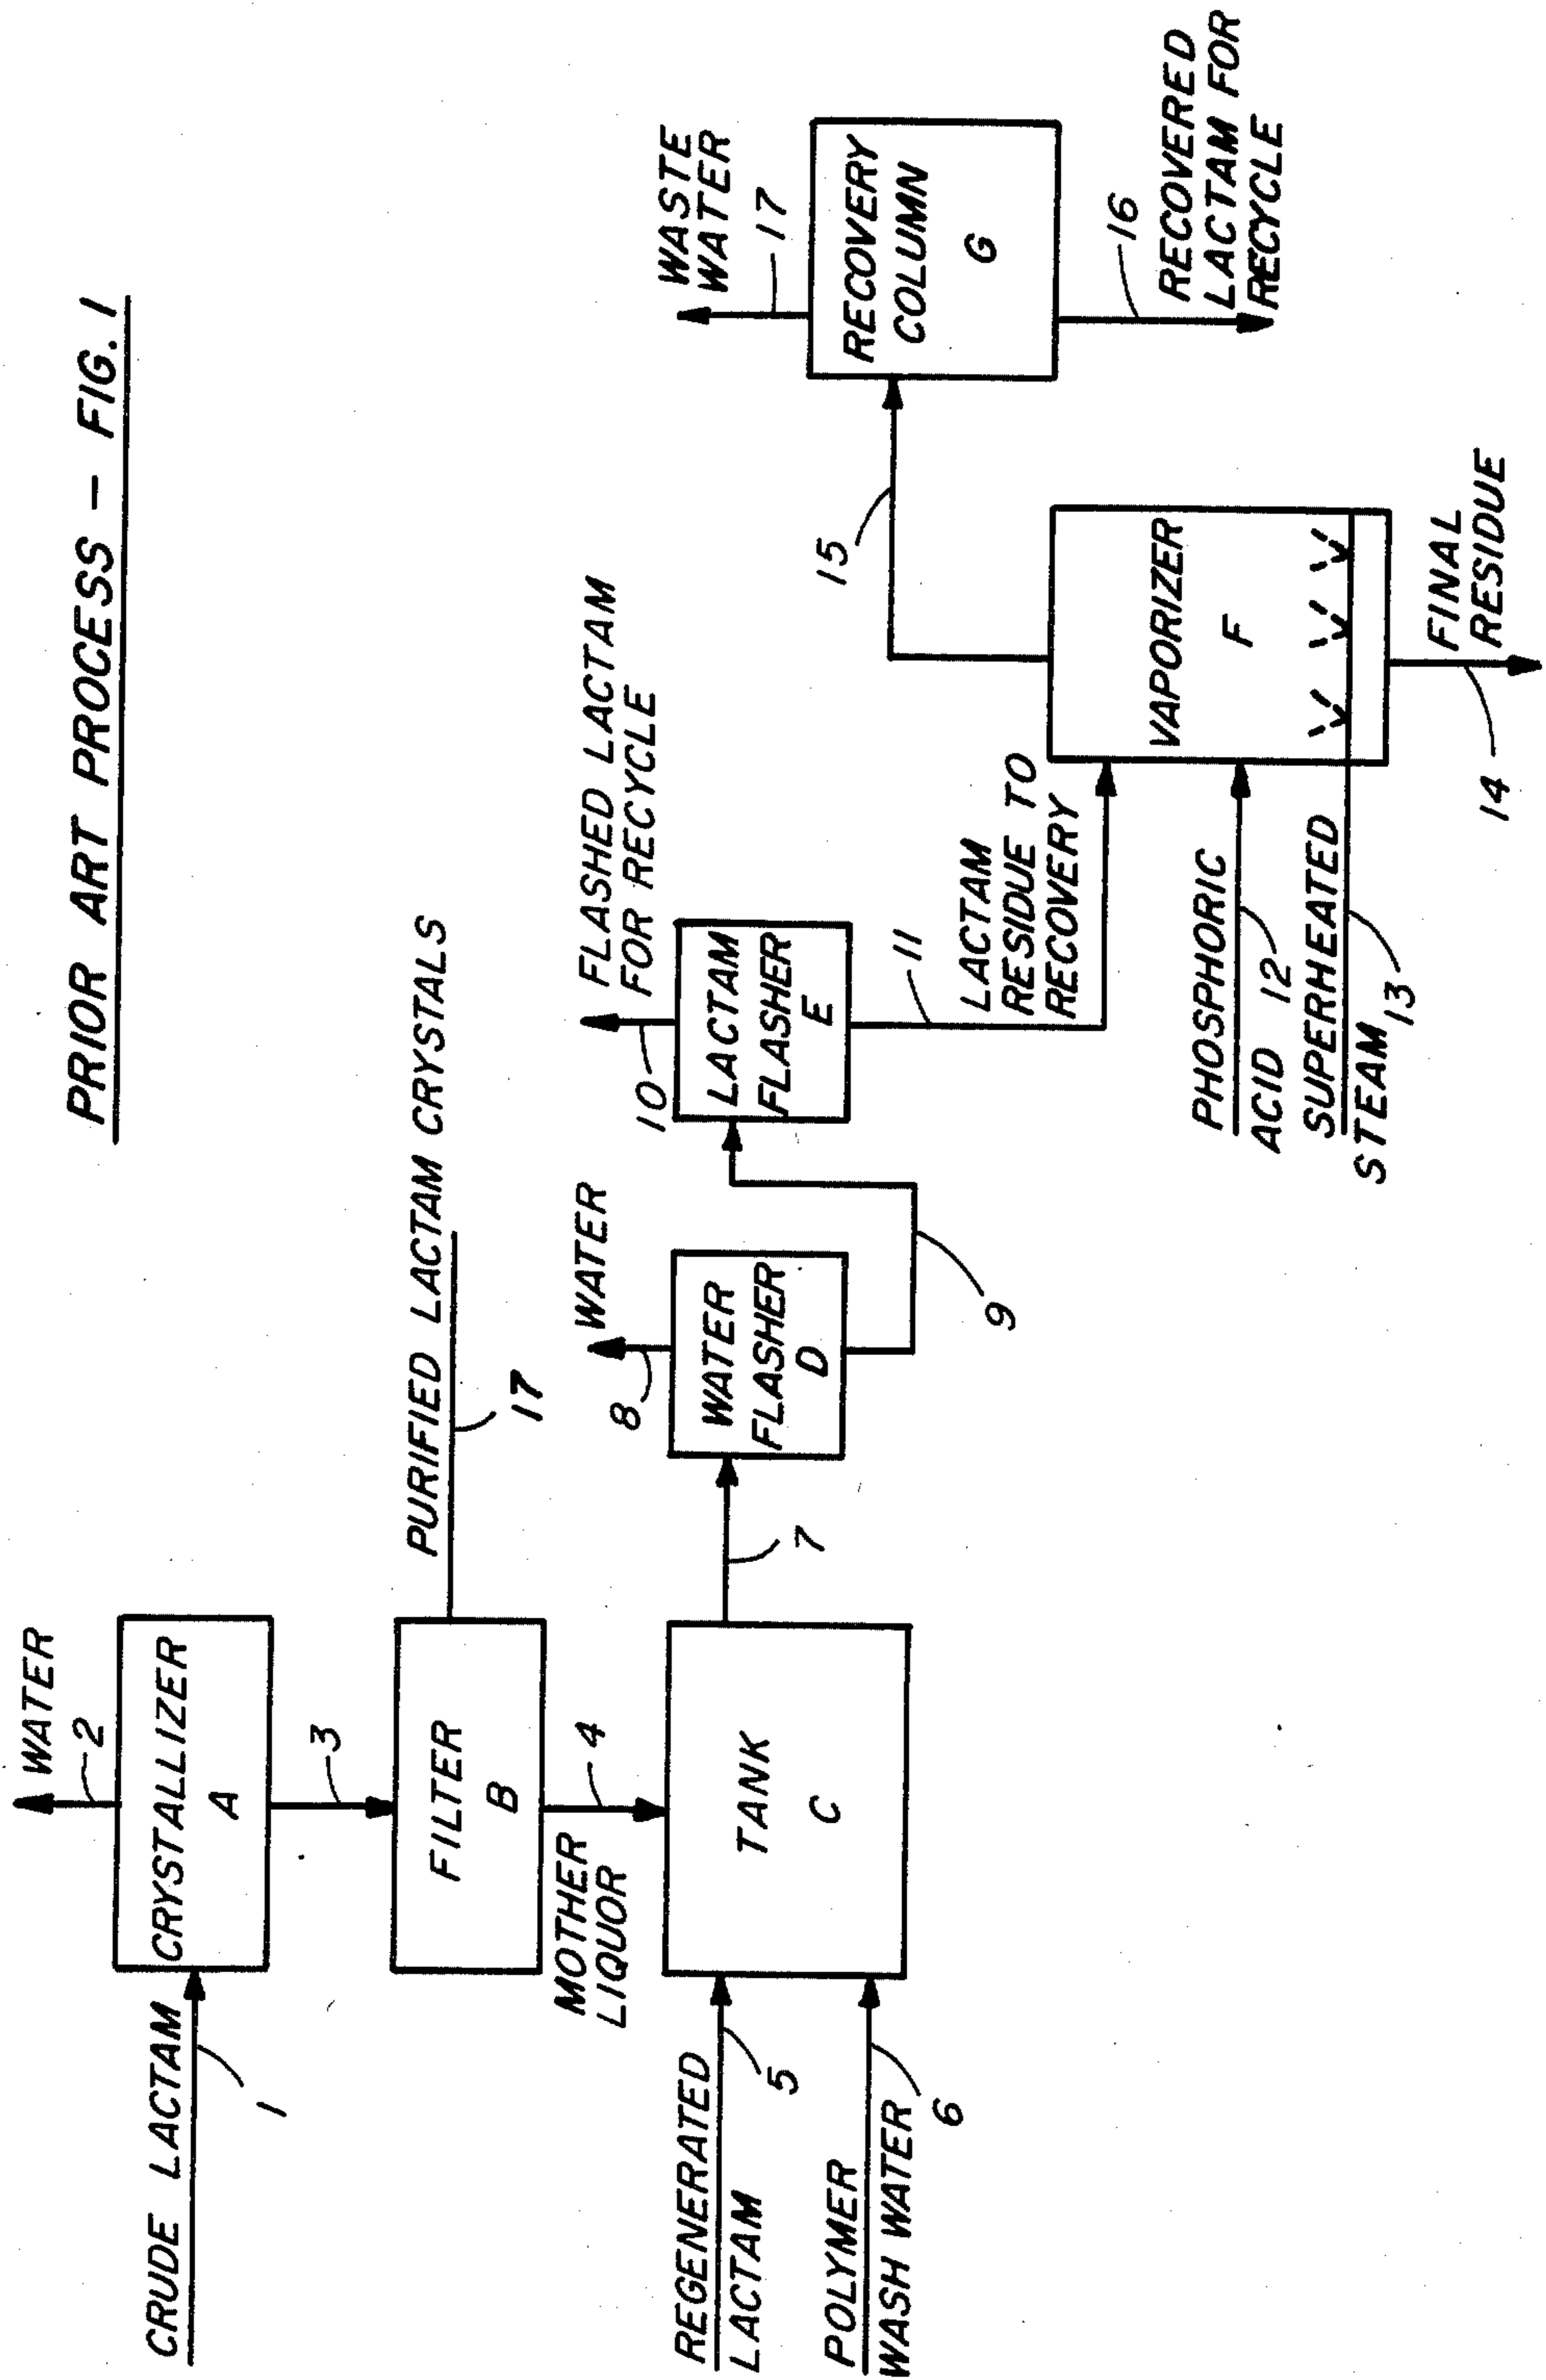 PRIOR ART PROCESS - FIG. 1
WATER
2
CRUDE LACTAM
1
CRYSTALLIZER
A
3
FILTER
B
PURIFIED LACTAM CRYSTALS
17
MOTHER
LIQUOR
4
REGENERATED
LACTAM
5
POLYMER
WASH WATER
6
TANK
C
7
WATER
8
WATER
FLASHER
D
9
FLASHED LACTAM
FOR RECYCLE
10
LACTAM
FLASHER
E
11
LACTAM
RESIDUE TO
RECOVERY
PHOSPHORIC
ACID 12
SUPERHEATED
STEAM 13
VAPORIZER
F
FINAL
RESIDUE
14
15
WASTE
WATER
17
RECOVERY
COLUMN
G
16
RECOVERED
LACTAM FOR
RECYCLE